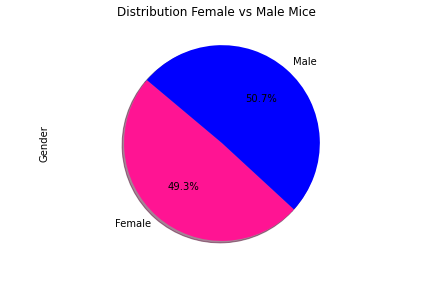 Distribution Female vs Male Mice
Male
50.7%
Gender
49.3%
Female